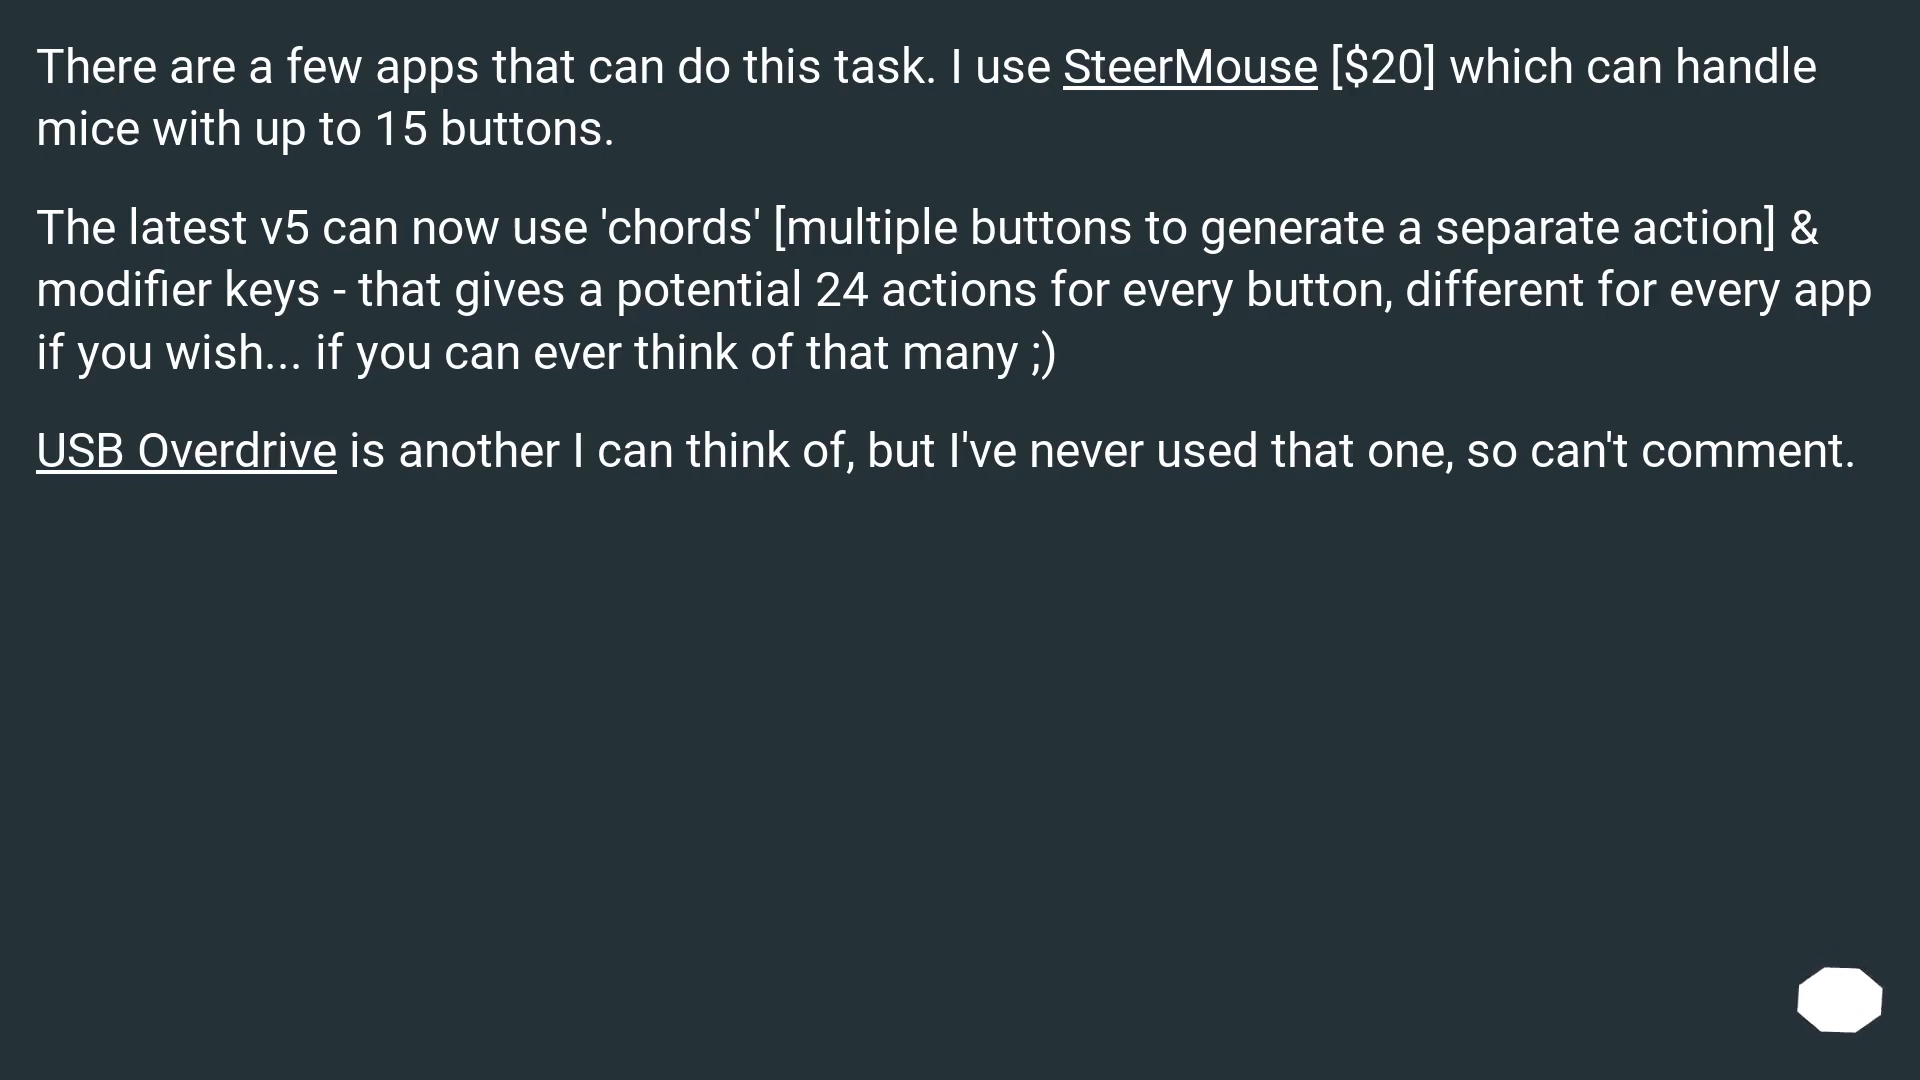 There are a few apps that can do this task. I use SteerMouse [$20] which can handle
mice with up to 15 buttons.
The latest v5 can now use 'chords' [multiple buttons to generate a separate action] &
modifier keys - that gives a potential 24 actions for every button, different for every app
if you wish... if you can ever think of that many ;)
USB Overdrive is another I can think of, but I've never used that one, so can't comment.